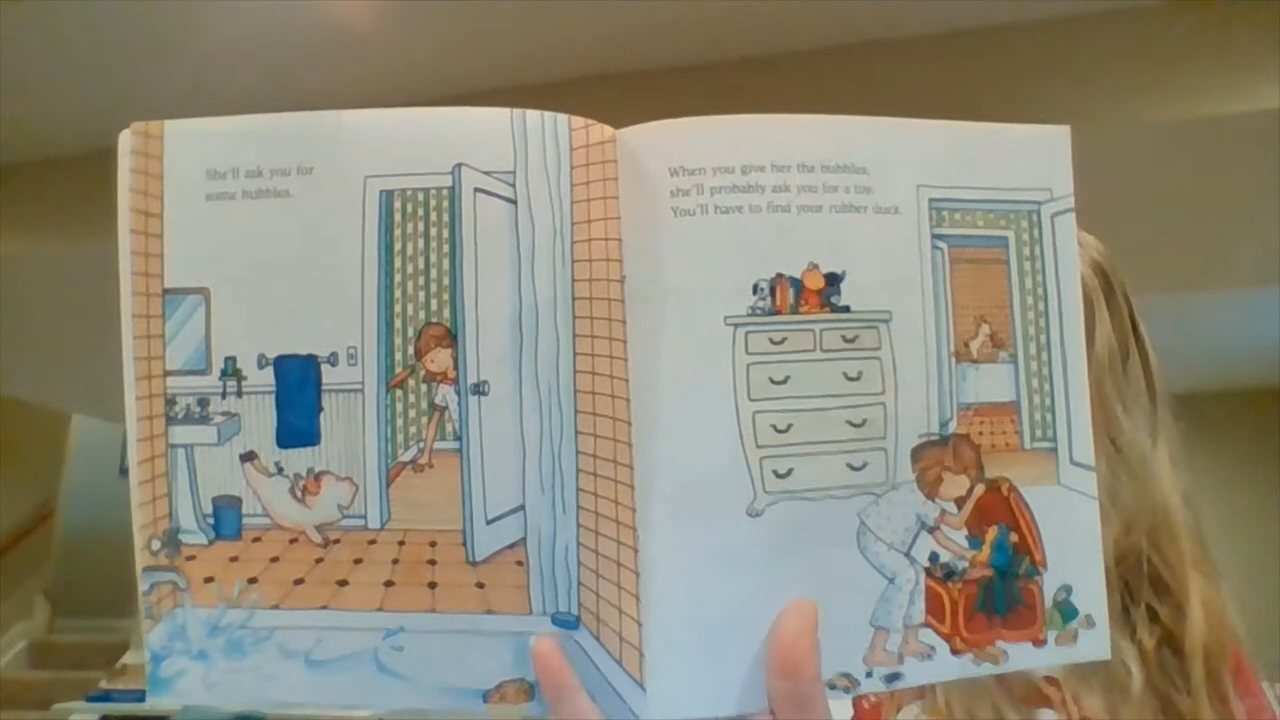 She'll ask you for
some bubbles.
When you give her the bubbles,
she'll probably ask you for a toy.
You'll have to find your rubber duck.